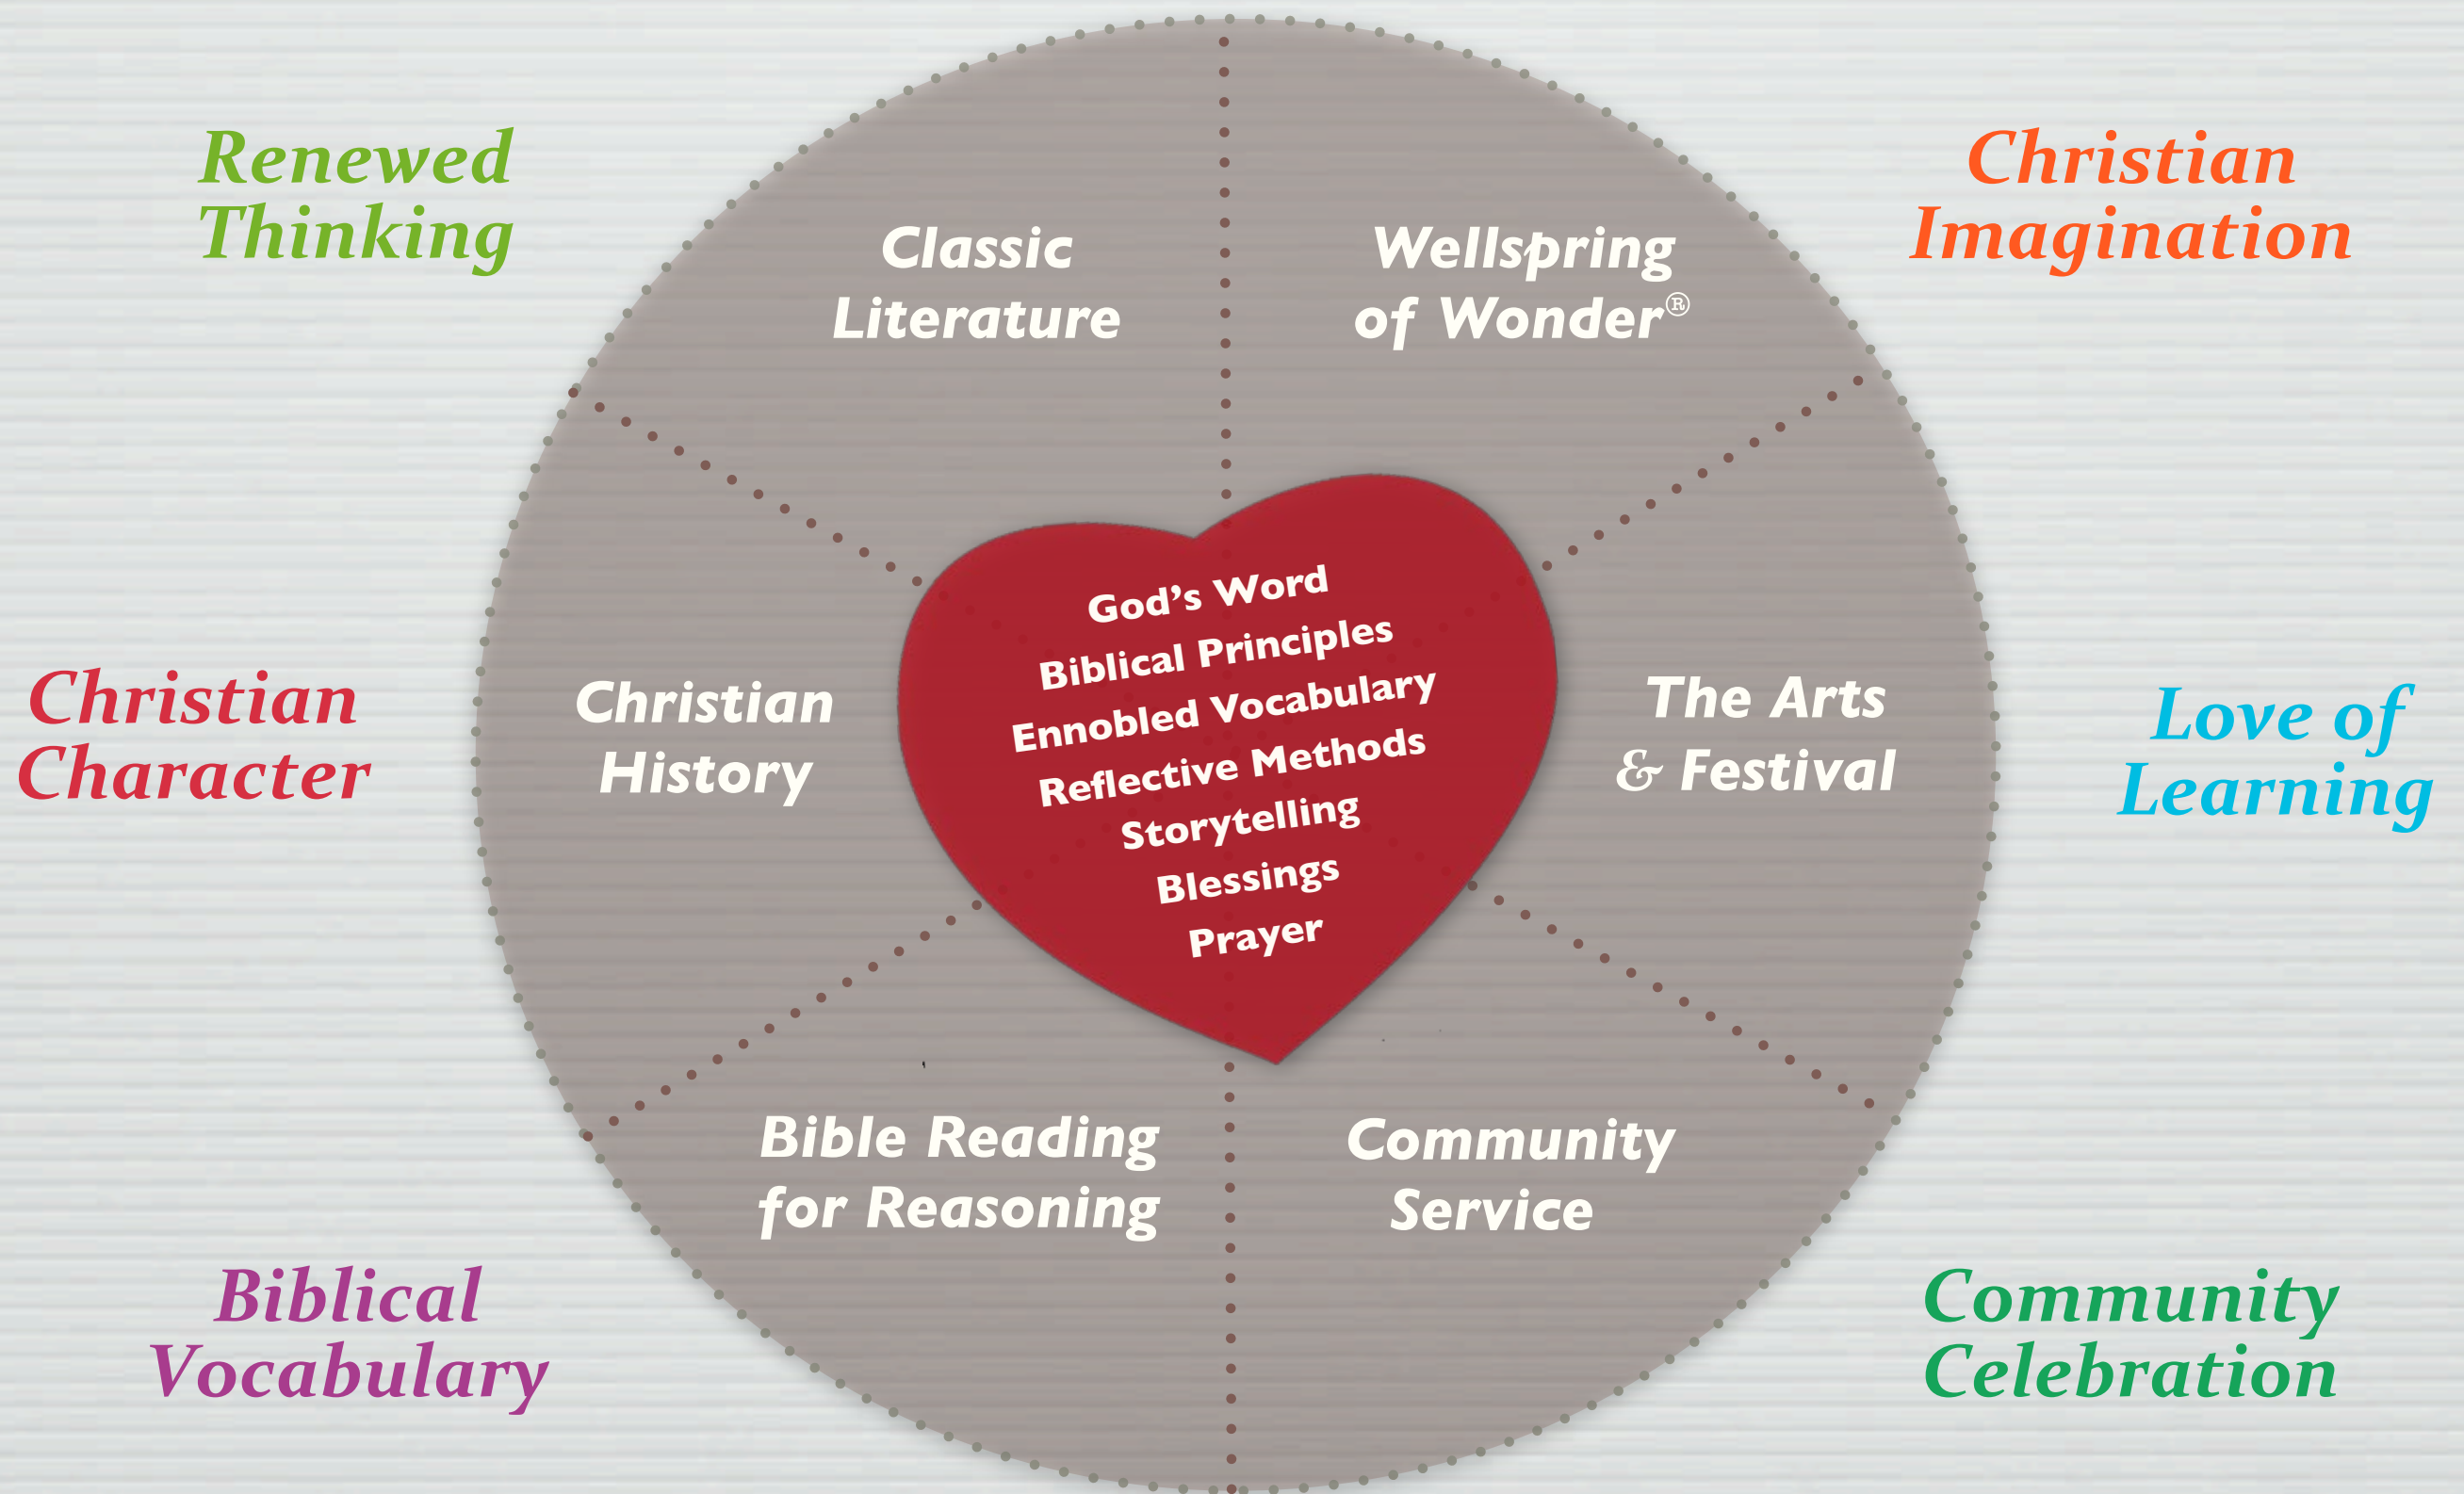 Renewed
Thinking
Christian
Imagination
Classic
Literature
Wellspring
of Wonder®
Christian
Character
Christian
History
God’s Word
Biblical Principles
Ennobled Vocabulary
Reflective Methods
Storytelling
Blessings
Prayer
The Arts
& Festival
Love of
Learning
Bible Reading
for Reasoning
Community
Service
Biblical
Vocabulary
Community
Celebration